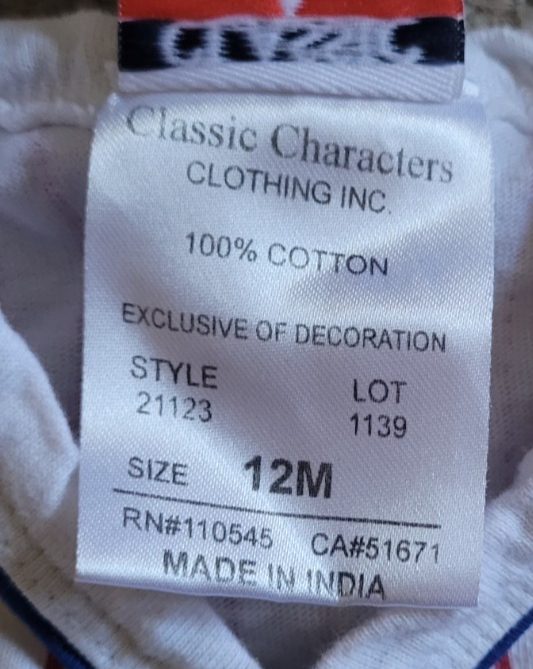 Classic Characters
CLOTHING INC.
100% COTTON
EXCLUSIVE OF DECORATION
STYLE LOT
21123 1139
SIZE 12M
RN#110545 CA#51671
MADE IN INDIA